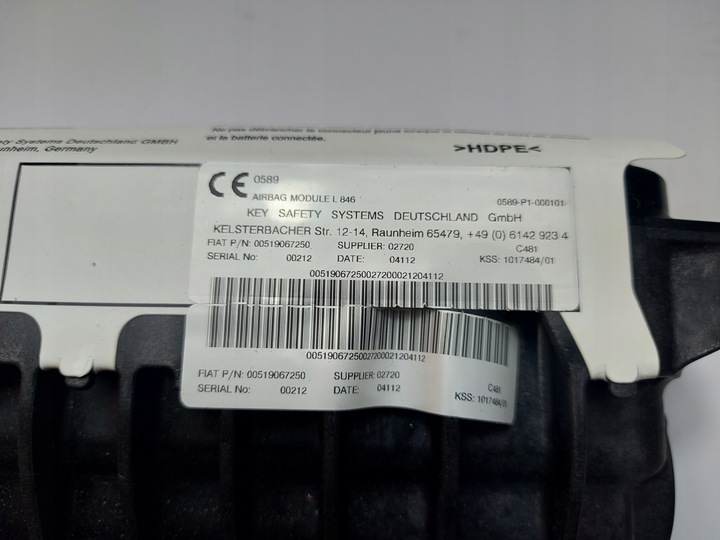 Ne pas débrancher le connecteur jaune
et la batterie connectée.
Systems Deutschland GMBH
Germany
>HDPE<
CE 0589
AIRBAG MODULE L 846
0589-P1-000101
KEY SAFETY SYSTEMS DEUTSCHLAND GmbH
KELSTERBACHER Str. 12-14, Raunheim 65479, +49 (0) 6142 923 4
FIAT P/N: 00519067250 SUPPLIER: 02720 C481
SERIAL No: 00212 DATE: 04112 KSS: 1017484/01
00519067250027200021204112
00519067250027200021204112
FIAT P/N: 00519067250 SUPPLIER: 02720 C481
SERIAL No: 00212 DATE: 04112 KSS: 1017484/01